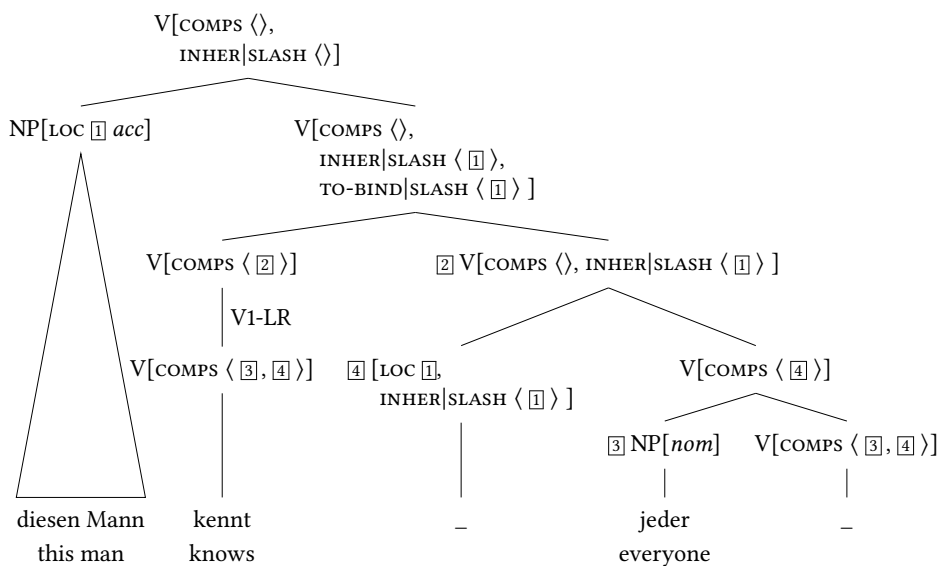 V[COMPS ⟨⟩,
INHER|SLASH ⟨⟩]
NP[LOC 1 acc]
V[COMPS ⟨⟩,
INHER|SLASH ⟨ 1 ⟩,
TO-BIND|SLASH ⟨ 1 ⟩ ]
V[COMPS ⟨ 2 ⟩]
2 V[COMPS ⟨⟩, INHER|SLASH ⟨ 1 ⟩ ]
V1-LR
V[COMPS ⟨ 3 , 4 ⟩]
4 [LOC 1,
INHER|SLASH ⟨ 1 ⟩ ]
V[COMPS ⟨ 4 ⟩]
3 NP[nom]
V[COMPS ⟨ 3 , 4 ⟩]
diesen Mann kennt _ jeder _
this man knows everyone